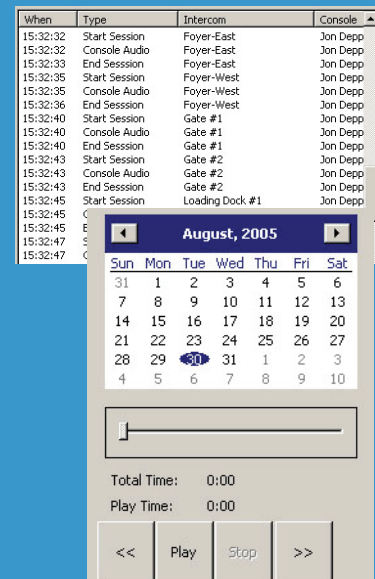 When Type Intercom Console
15:32:32 Start Session Foyer-East Jon Depp
15:32:32 Console Audio Foyer-East Jon Depp
15:32:33 End Sesssion Foyer-East Jon Depp
15:32:35 Start Session Foyer-West Jon Depp
15:32:35 Console Audio Foyer-West Jon Depp
15:32:36 End Sesssion Foyer-West Jon Depp
15:32:40 Start Session Gate #1 Jon Depp
15:32:40 Console Audio Gate #1 Jon Depp
15:32:40 End Sesssion Gate #1 Jon Depp
15:32:43 Start Session Gate #2 Jon Depp
15:32:43 Console Audio Gate #2 Jon Depp
15:32:43 End Sesssion Gate #2 Jon Depp
15:32:45 Start Session Loading Dock #1 Jon Depp
15:32:45
15:32:45
15:32:47
15:32:47
August, 2005
Sun Mon Tue Wed Thu Fri Sat
31 1 2 3 4 5 6
7 8 9 10 11 12 13
14 15 16 17 18 19 20
21 22 23 24 25 26 27
28 29 30 31 1 2 3
4 5 6 7 8 9 10
Total Time: 0:00
Play Time: 0:00
<< Play Stop >>